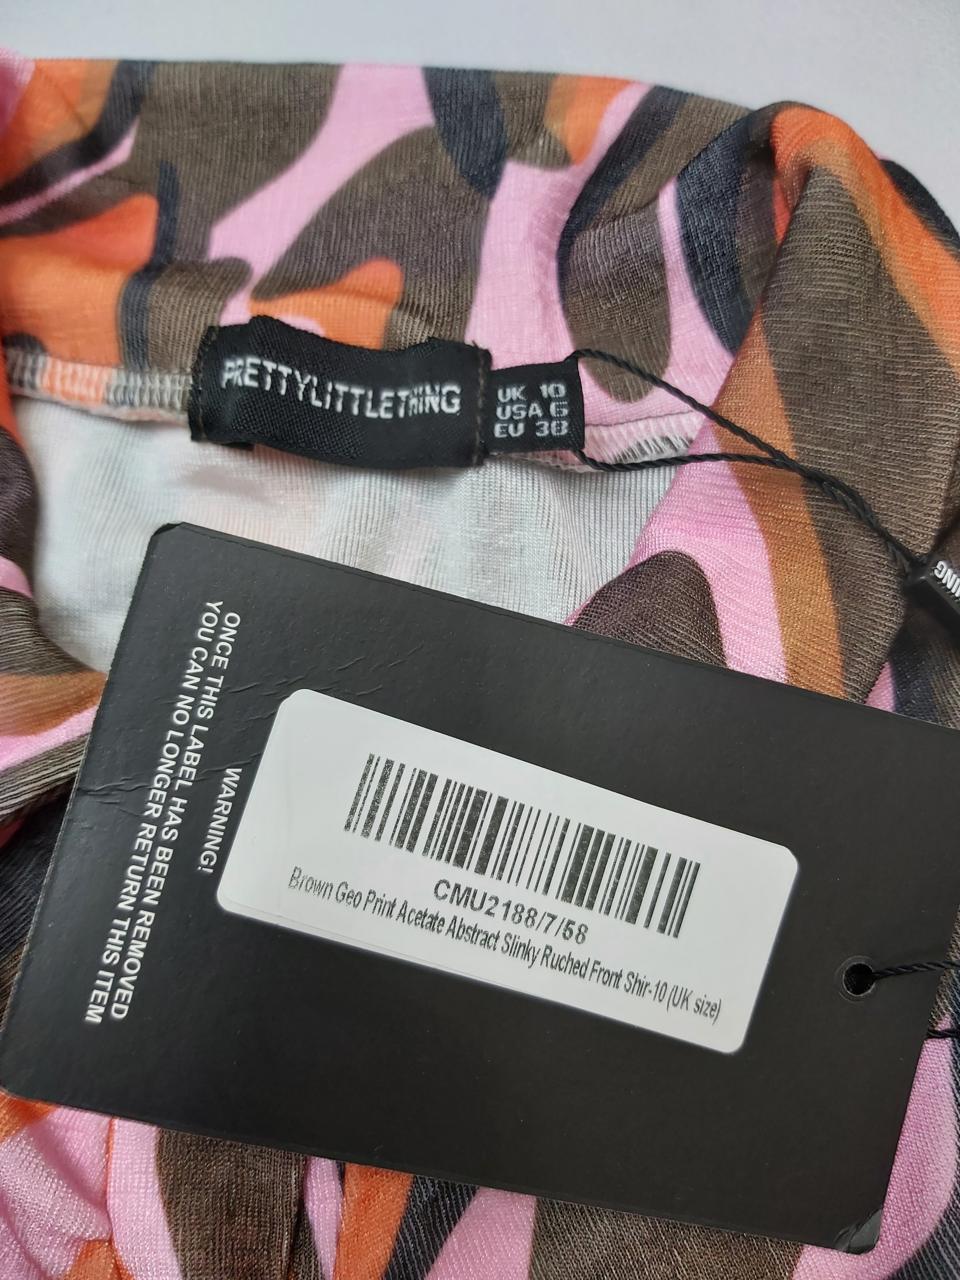 PRETTYLITTLETHING
UK 10
USA 6
EU 38
HING
WARNING!
ONCE THIS LABEL HAS BEEN REMOVED
YOU CAN NO LONGER RETURN THIS ITEM
CMU2188/7/58
Brown Geo Print Acetate Abstract Slinky Ruched Front Shir-10 (UK size)